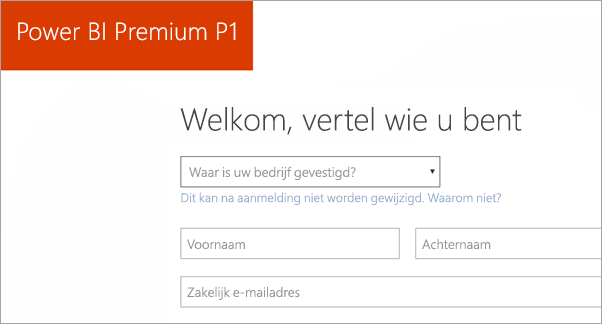 Power BI Premium P1
Welkom, vertel wie u bent
Waar is uw bedrijf gevestigd?
Dit kan na aanmelding niet worden gewijzigd. Waarom niet?
Voornaam Achternaam
Zakelijk e-mailadres